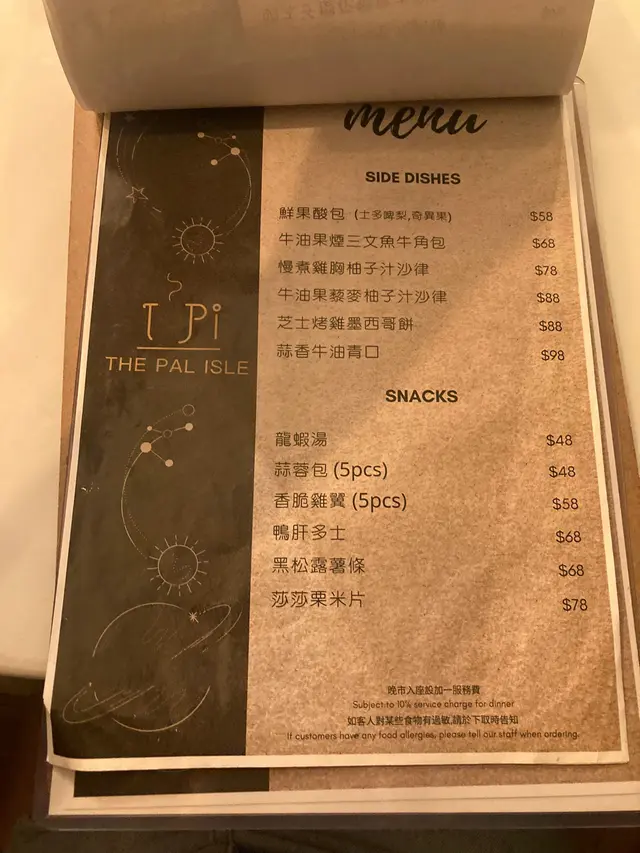 menu
SIDE DISHES
鮮果酸包 (士多啤梨,奇異果) $58
牛油果煙三文魚牛角包 $68
慢煮雞胸柚子汁沙律 $78
牛油果藜麥柚子汁沙律 $88
芝士烤雞墨西哥餅 $88
蒜香牛油青口 $98
T Pi
THE PAL ISLE
SNACKS
龍蝦湯 $48
蒜蓉包 (5pcs) $48
香脆雞翼 (5pcs) $58
鴨肝多士 $68
黑松露薯條 $68
莎莎粟米片 $78
晚市入座設加一服務費
Subject to 10% service charge for dinner
如客人對某些食物有過敏,請於下取時告知
If customers have any food allergies, please tell our staff when ordering.